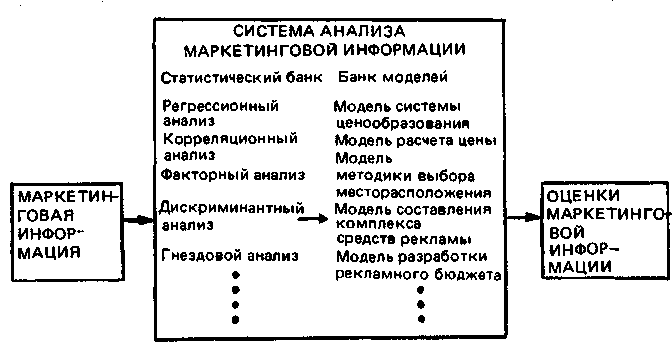 СИСТЕМА АНАЛИЗА
МАРКЕТИНГОВОЙ ИНФОРМАЦИИ
Статистический банк
Регрессионный
анализ
Корреляционный
анализ
Факторный анализ
Дискриминантный
анализ
Гнездовой анализ
Банк моделей
Модель системы
ценообразования
Модель расчета цены
Модель
методики выбора
месторасположения
Модель составления
комплекса
средств рекламы
Модель разработки
рекламного бюджета
МАРКЕТИН-
ГОВАЯ
ИНФОР-
МАЦИЯ
ОЦЕНКИ
МАРКЕТИНГО
ВОЙ
ИНФОР-
МАЦИИ